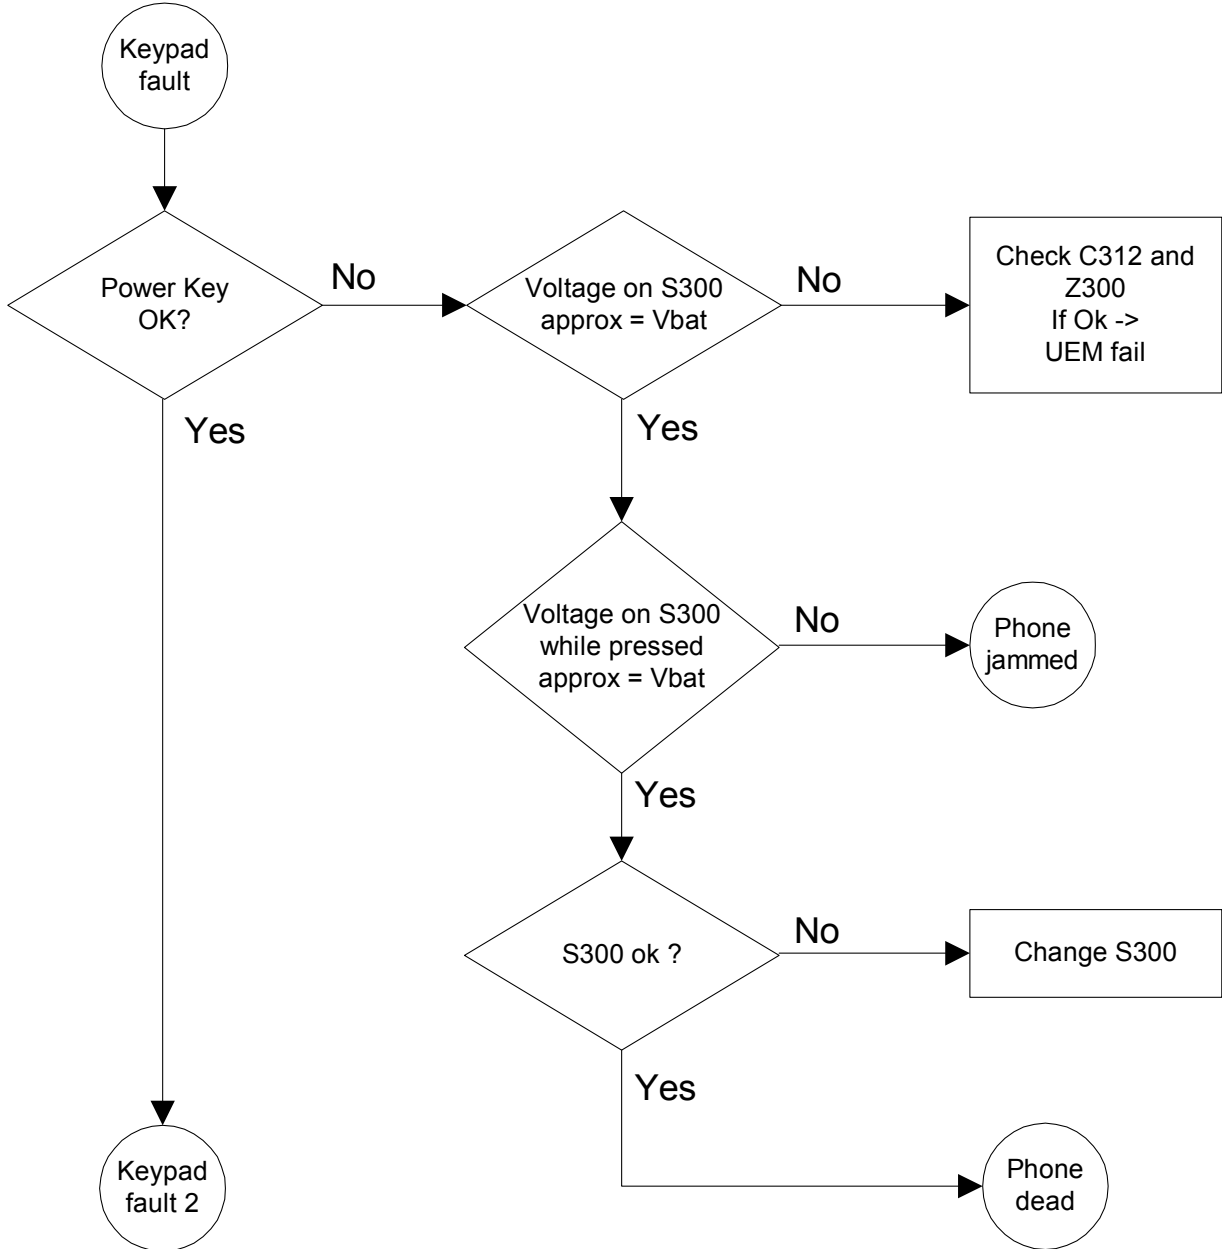 Keypad
fault
Power Key
OK?
No
Voltage on S300
approx = Vbat
No
Check C312 and
Z300
If Ok ->
UEM fail
Yes
Yes
Voltage on S300
while pressed
approx = Vbat
No
Phone
jammed
Yes
S300 ok ?
No
Change S300
Yes
Keypad
fault 2
Phone
dead